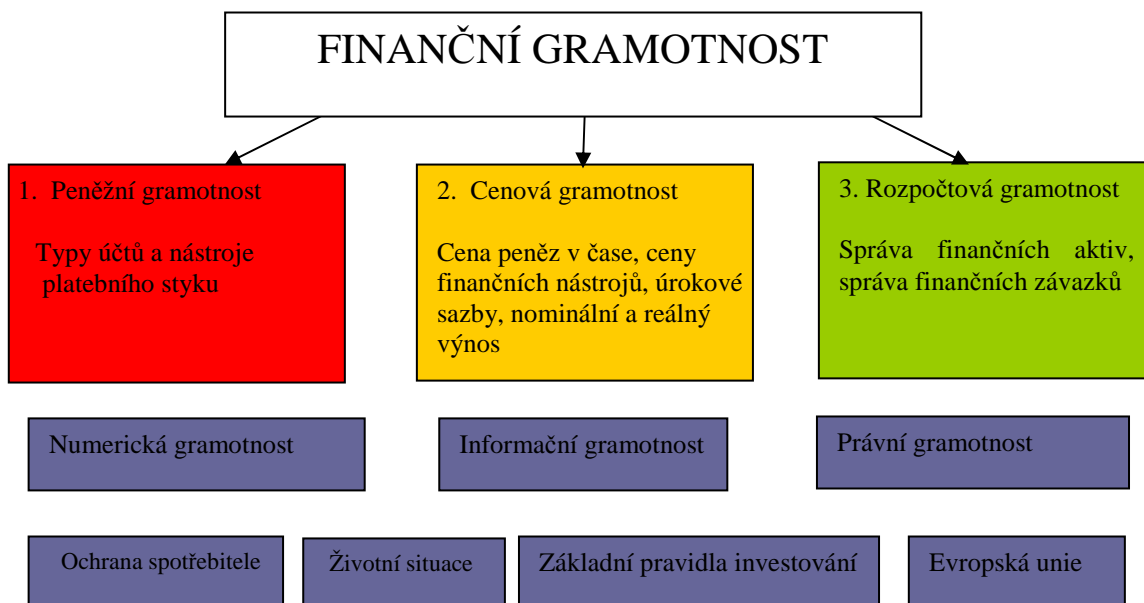 FINANČNÍ GRAMOTNOST
1. Peněžní gramotnost
Typy účtů a nástroje
platebního styku
2. Cenová gramotnost
Cena peněz v čase, ceny
finančních nástrojů, úrokové
sazby, nominální a reálný
výnos
3. Rozpočtová gramotnost
Správa finančních aktiv,
správa finančních závazků
Numerická gramotnost
Informační gramotnost
Právní gramotnost
Ochrana spotřebitele
Životní situace
Základní pravidla investování
Evropská unie